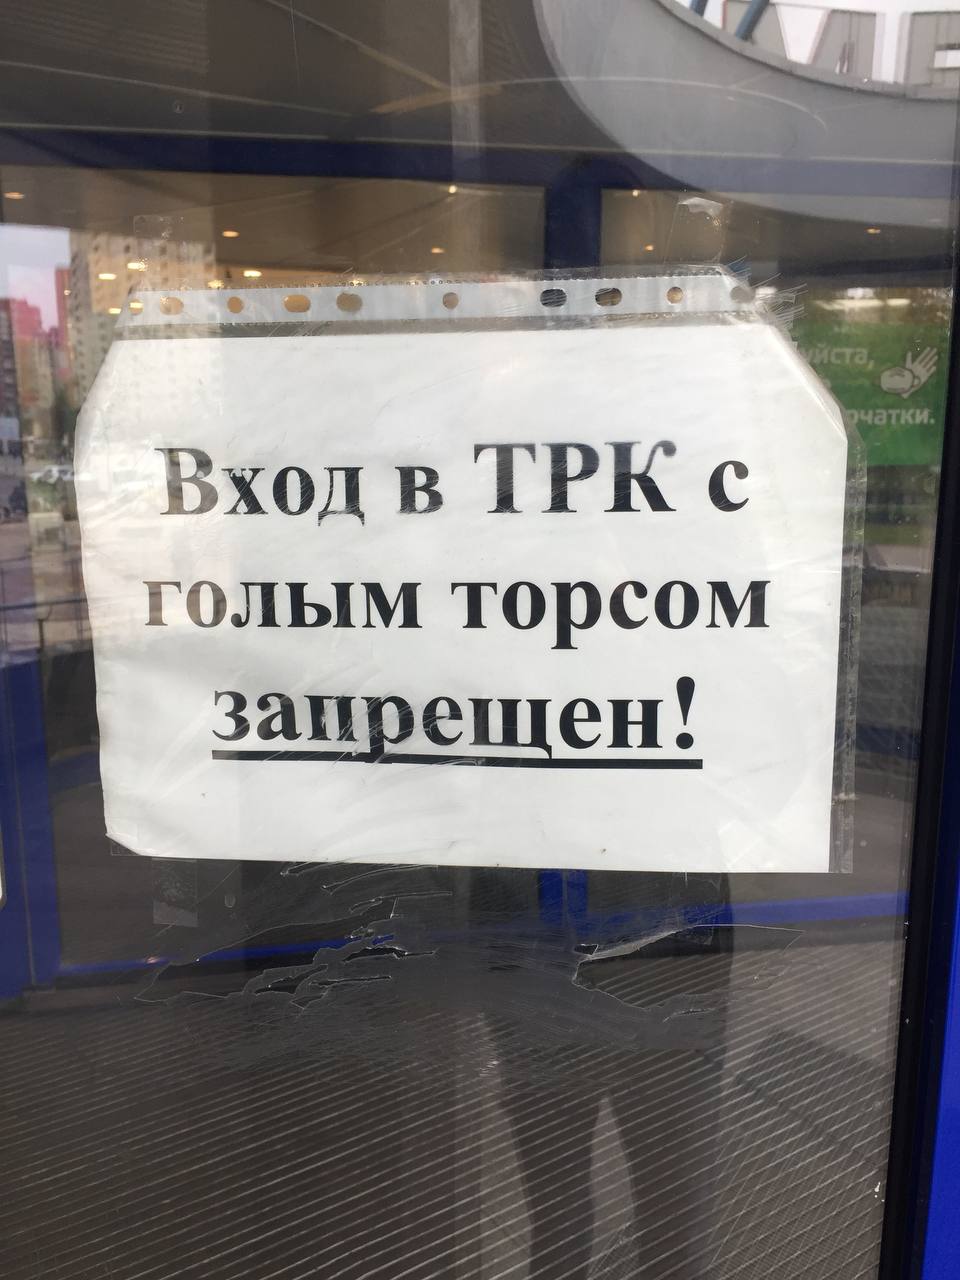 Вход в ТРК с
голым торсом
запрещен!